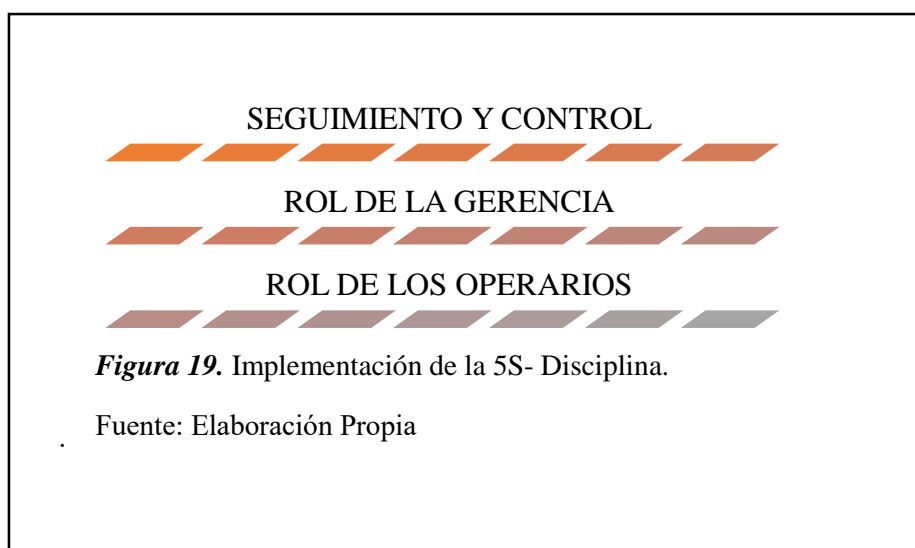 SEGUIMIENTO Y CONTROL
ROL DE LA GERENCIA
ROL DE LOS OPERARIOS
Figura 19. Implementación de la 5S- Disciplina.
Fuente: Elaboración Propia
.